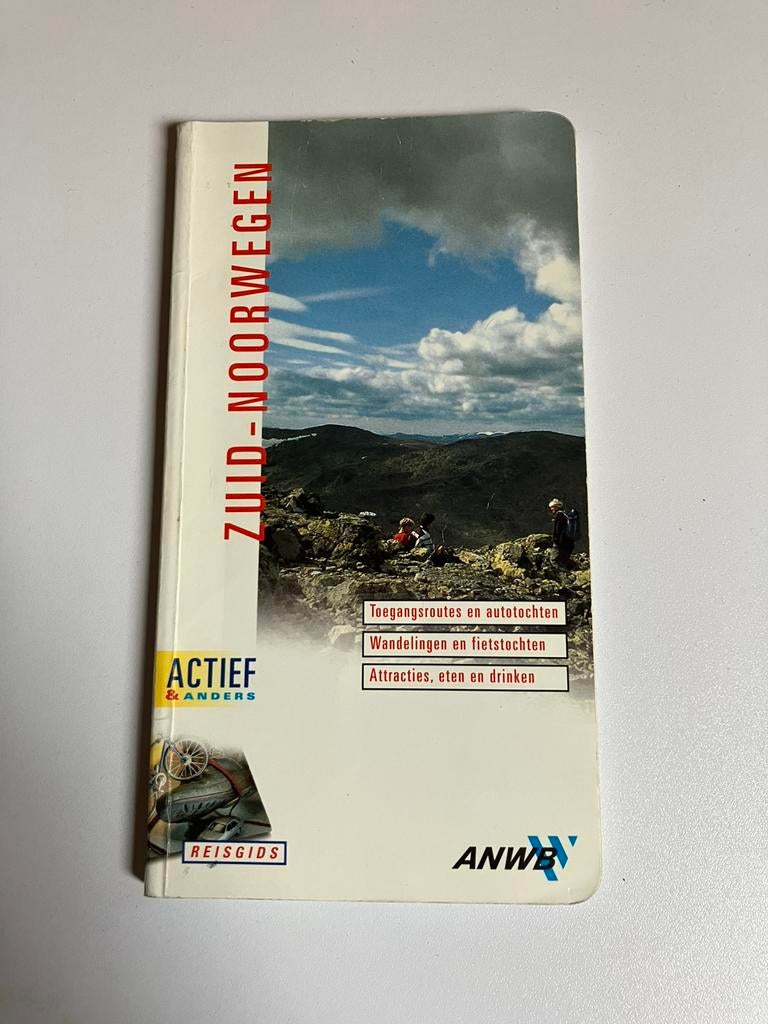 ZUID-NOORWEGEN
Toegangsroutes en autotochten
Wandelingen en fietstochten
Attracties, eten en drinken
ACTIEF
& ANDERS
REISGIDS
ANWB